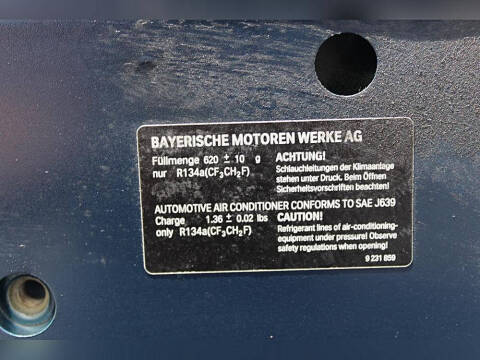 BAYERISCHE MOTOREN WERKE AG
Füllmenge 620 ± 10 g
nur R134a(CF₃CH₂F)
ACHTUNG!
Schlauchleitungen der Klimaanlage
stehen unter Druck. Beim Öffnen
Sicherheitsvorschriften beachten!
AUTOMOTIVE AIR CONDITIONER CONFORMS TO SAE J639
Charge 1.36 ± 0.02 lbs
only R134a(CF₃CH₂F)
CAUTION!
Refrigerant lines of air-conditioning-
equipment under pressure! Observe
safety regulations when opening!
9 231 859